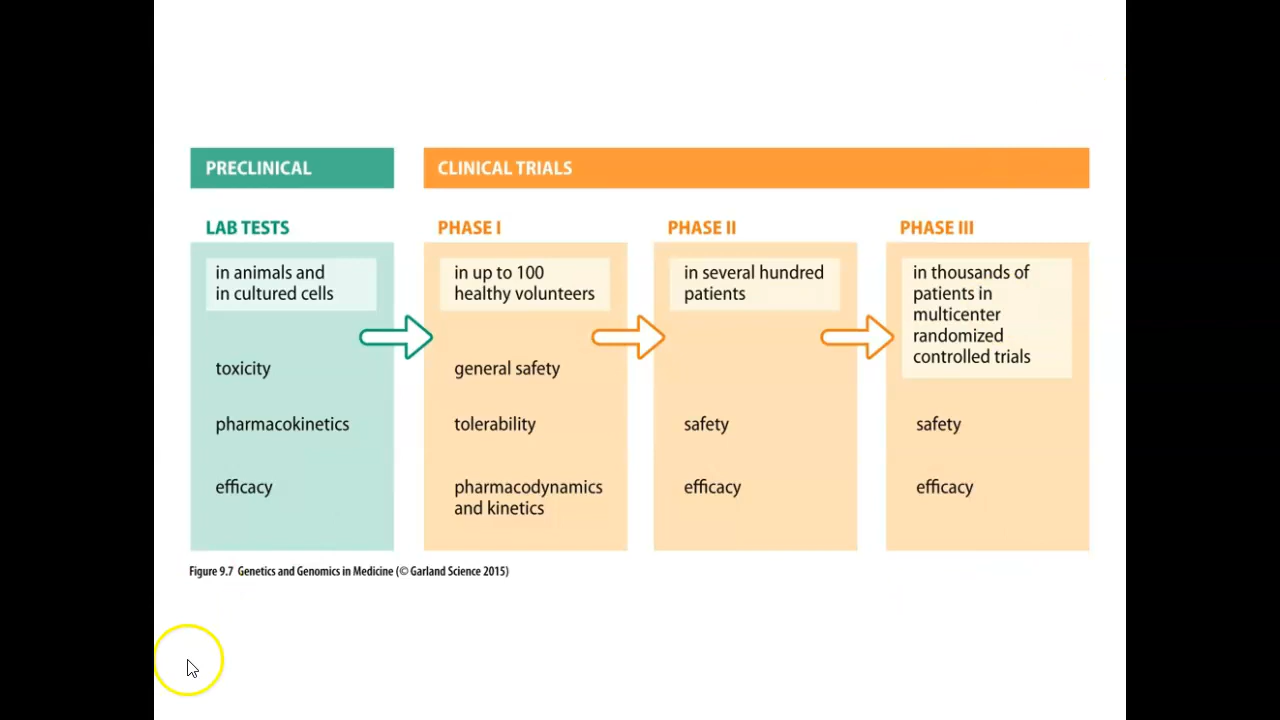 PRECLINICAL
CLINICAL TRIALS
LAB TESTS
in animals and
in cultured cells
toxicity
pharmacokinetics
efficacy
PHASE I
in up to 100
healthy volunteers
general safety
tolerability
pharmacodynamics
and kinetics
PHASE II
in several hundred
patients
safety
efficacy
PHASE III
in thousands of
patients in
multicenter
randomized
controlled trials
safety
efficacy
Figure 9.7 Genetics and Genomics in Medicine (© Garland Science 2015)